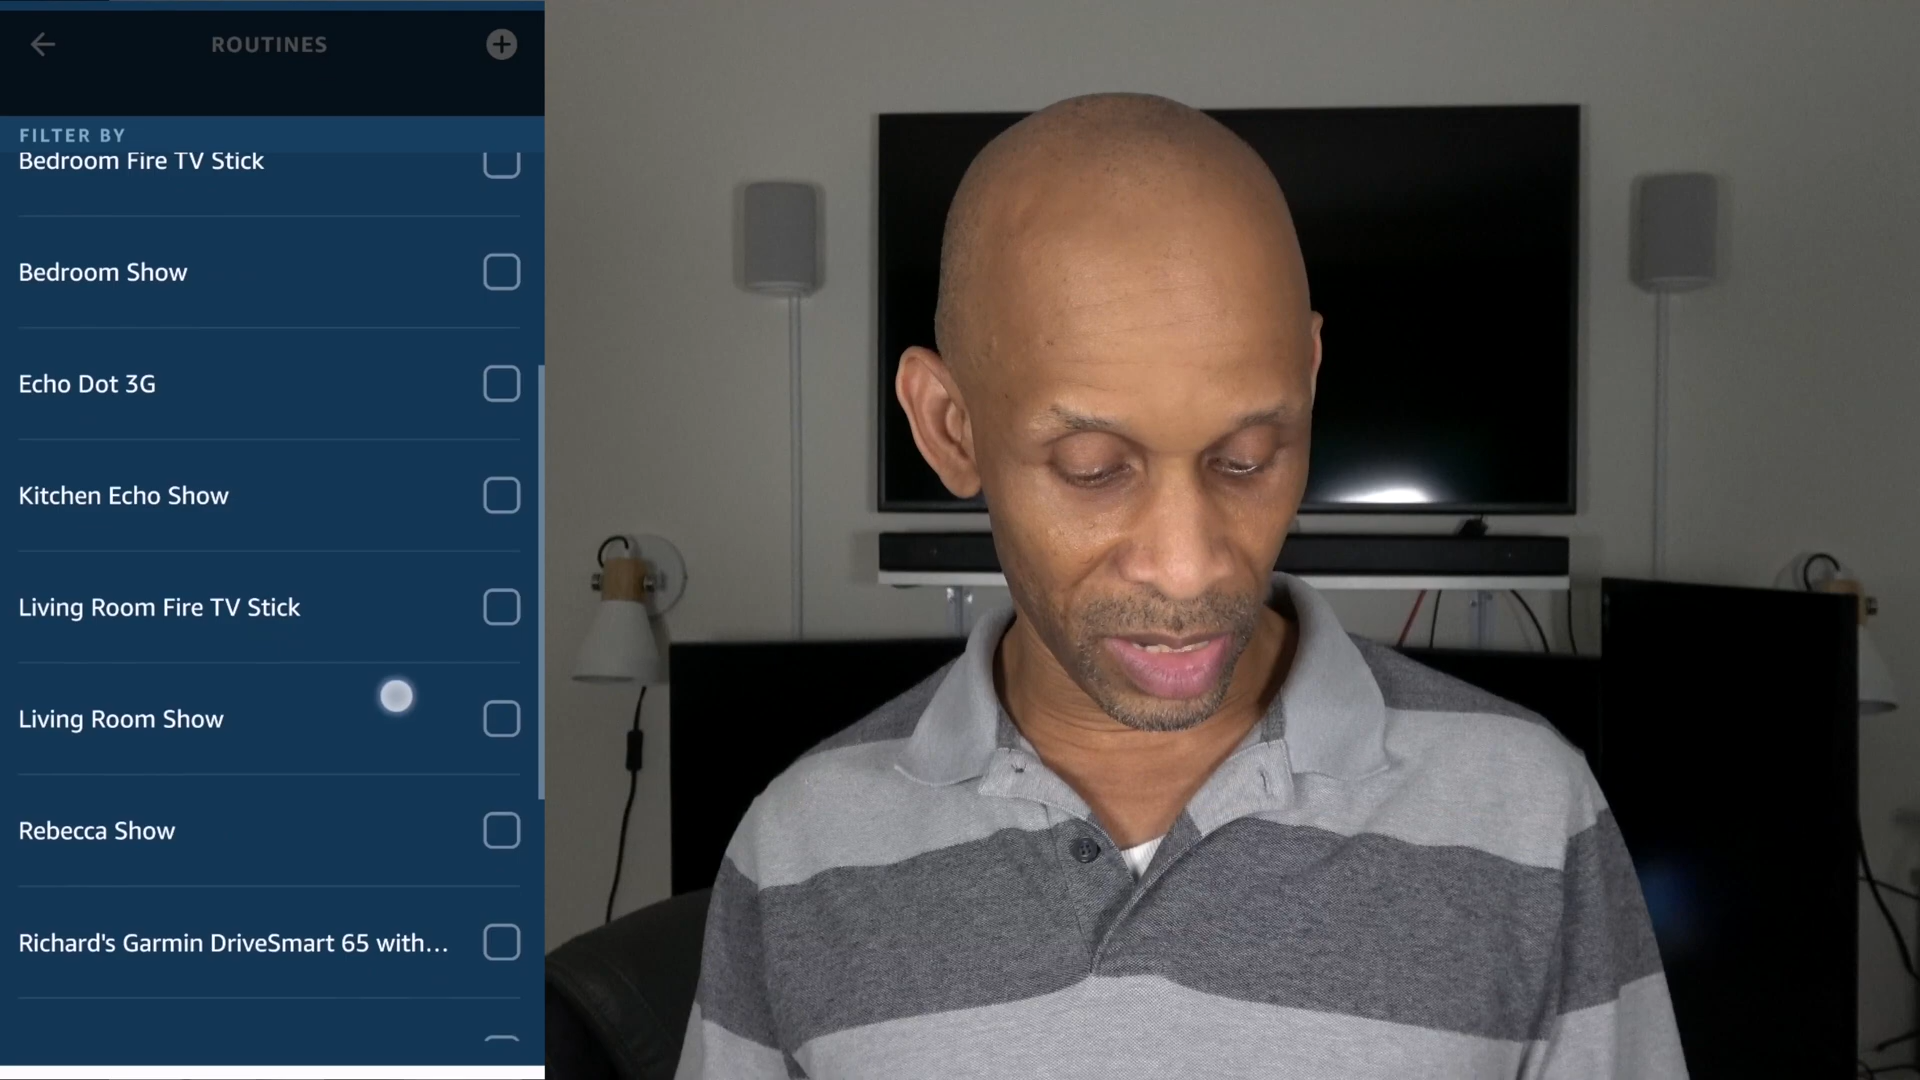 ROUTINES
FILTER BY
Bedroom Fire TV Stick
Bedroom Show
Echo Dot 3G
Kitchen Echo Show
Living Room Fire TV Stick
Living Room Show
Rebecca Show
Richard's Garmin DriveSmart 65 with...